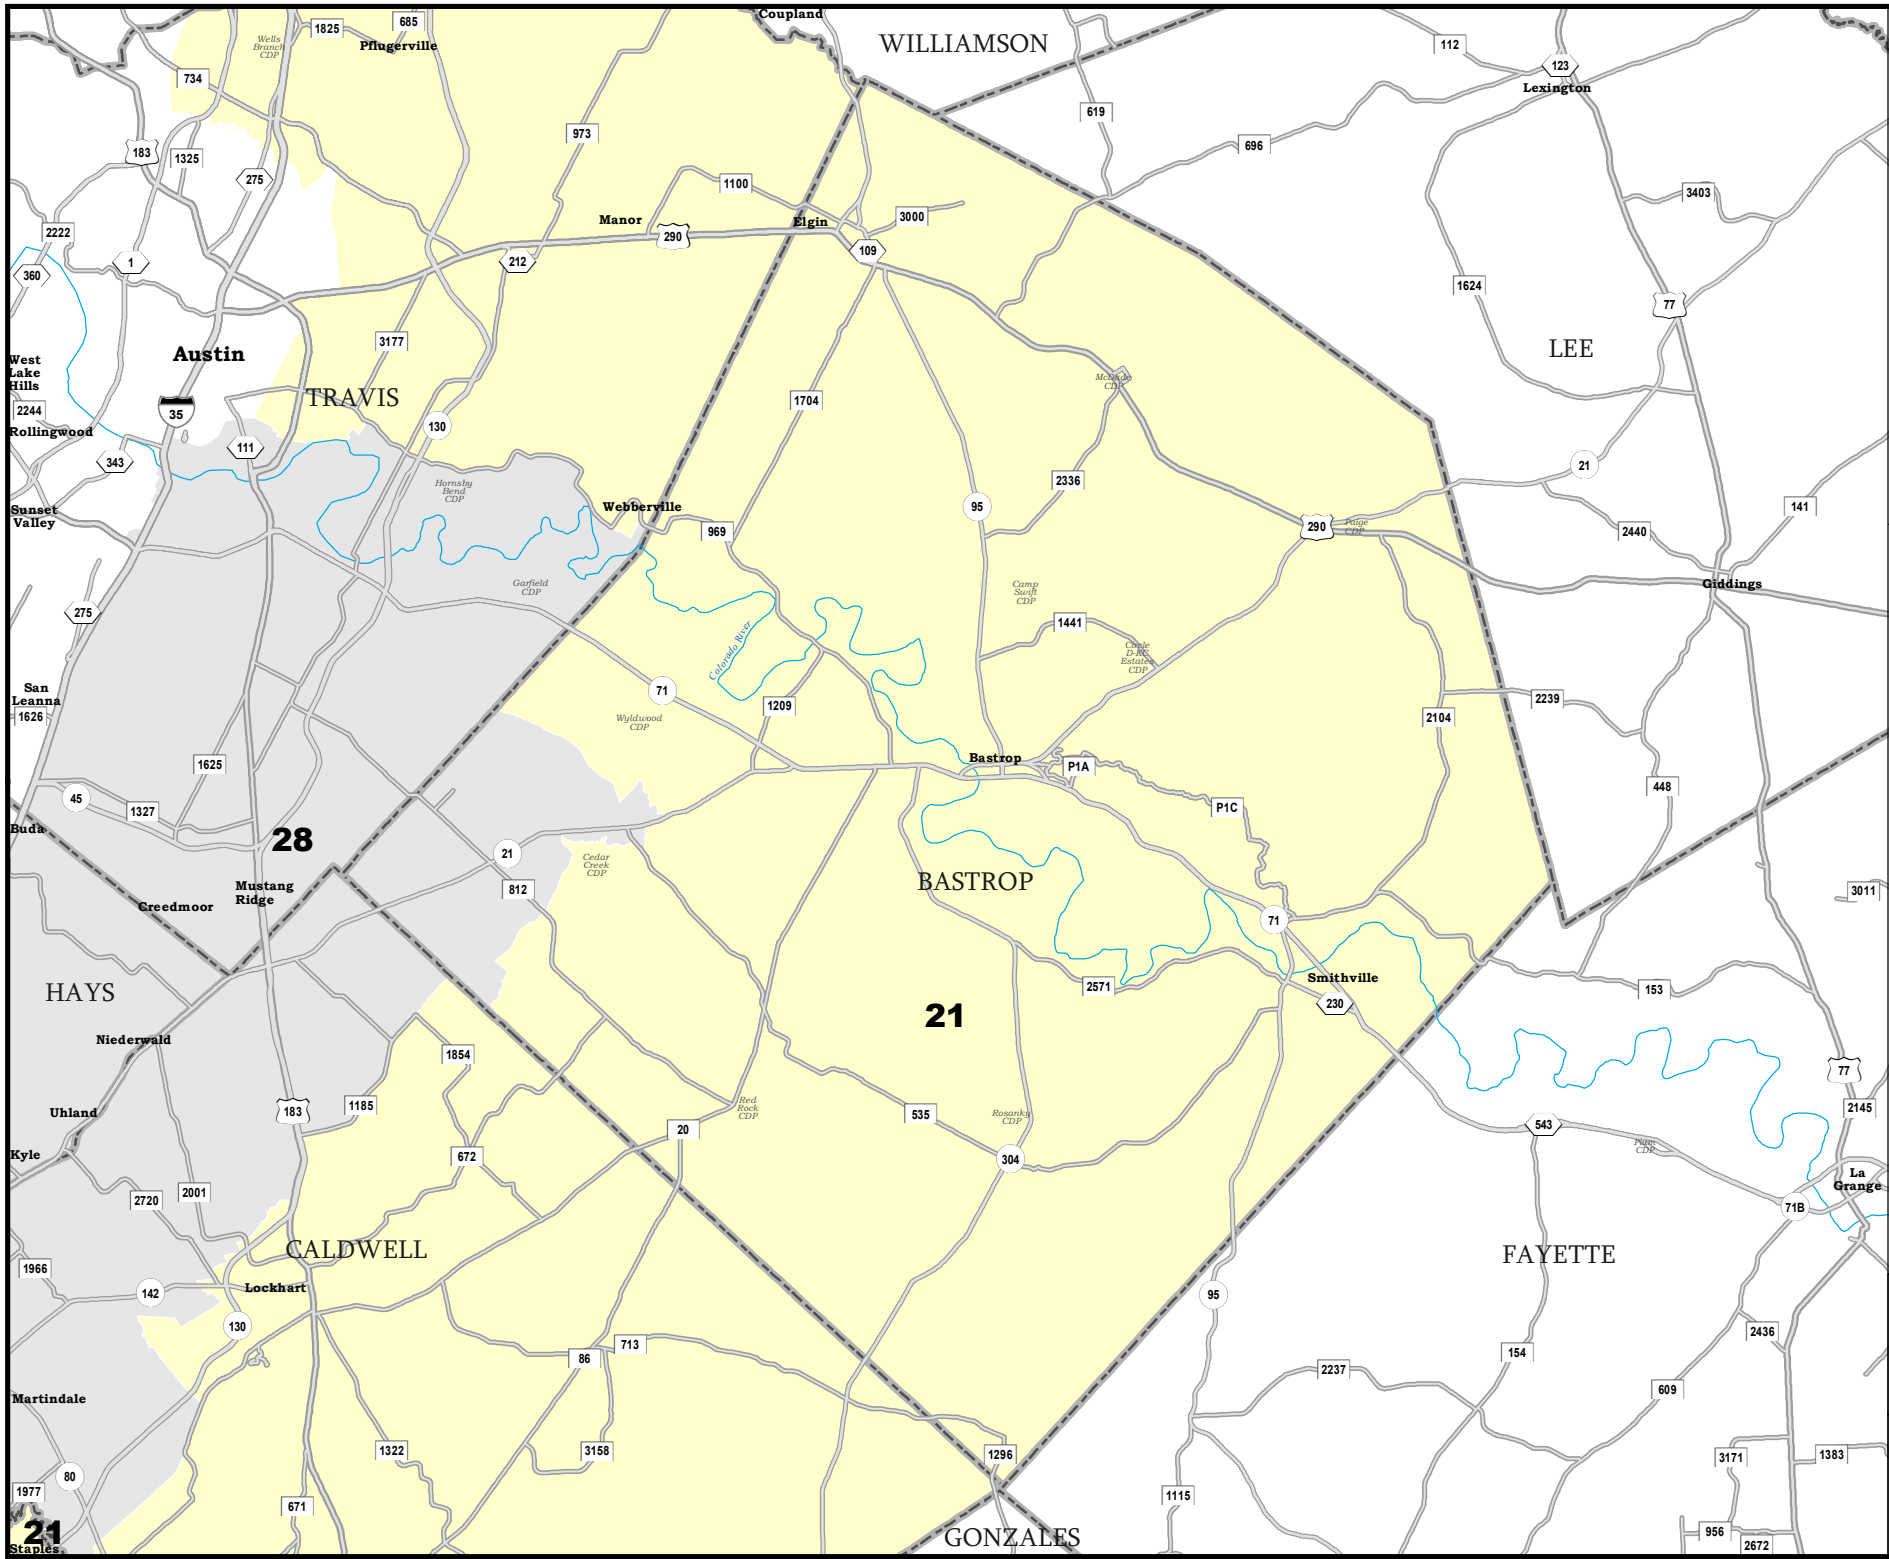 Coupland
685
1825
Wells
Branch
CDP
Pflugerville
WILLIAMSON
112
123
Lexington
734
973
619
183
1325
696
275
1100
3403
Manor
Elgin
3000
2222
290
109
1
212
360
1624
77
3177
LEE
Austin
West
Lake
Hills
McDade
CDP
TRAVIS
1704
2244
35
130
Rollingwood
111
343
21
Hornsby
Bend
CDP
2336
Webberville
95
141
Sunset
Valley
969
290
Paige
CDP
2440
Garfield
CDP
Camp
Swift
CDP
Giddings
275
1441
Colorado River
Circle
D-KC
Estates
CDP
San
Leanna
71
1626
1209
2239
Wyldwood
CDP
2104
1625
Bastrop
P1A
448
45
1327
P1C
Buda
28
21
Cedar
Creek
CDP
812
BASTROP
Mustang
Ridge
3011
Creedmoor
71
HAYS
Smithville
2571
153
230
21
Niederwald
1854
77
Uhland
183
1185
Red
Rock
CDP
535
Rosanky
CDP
2145
20
543
Plum
CDP
Kyle
672
304
La
Grange
2720
2001
71B
CALDWELL
FAYETTE
1966
142
Lockhart
95
130
2436
713
86
154
2237
609
Martindale
1322
3158
1296
3171
1383
80
1977
671
1115
21
956
GONZALES
2672
Staples